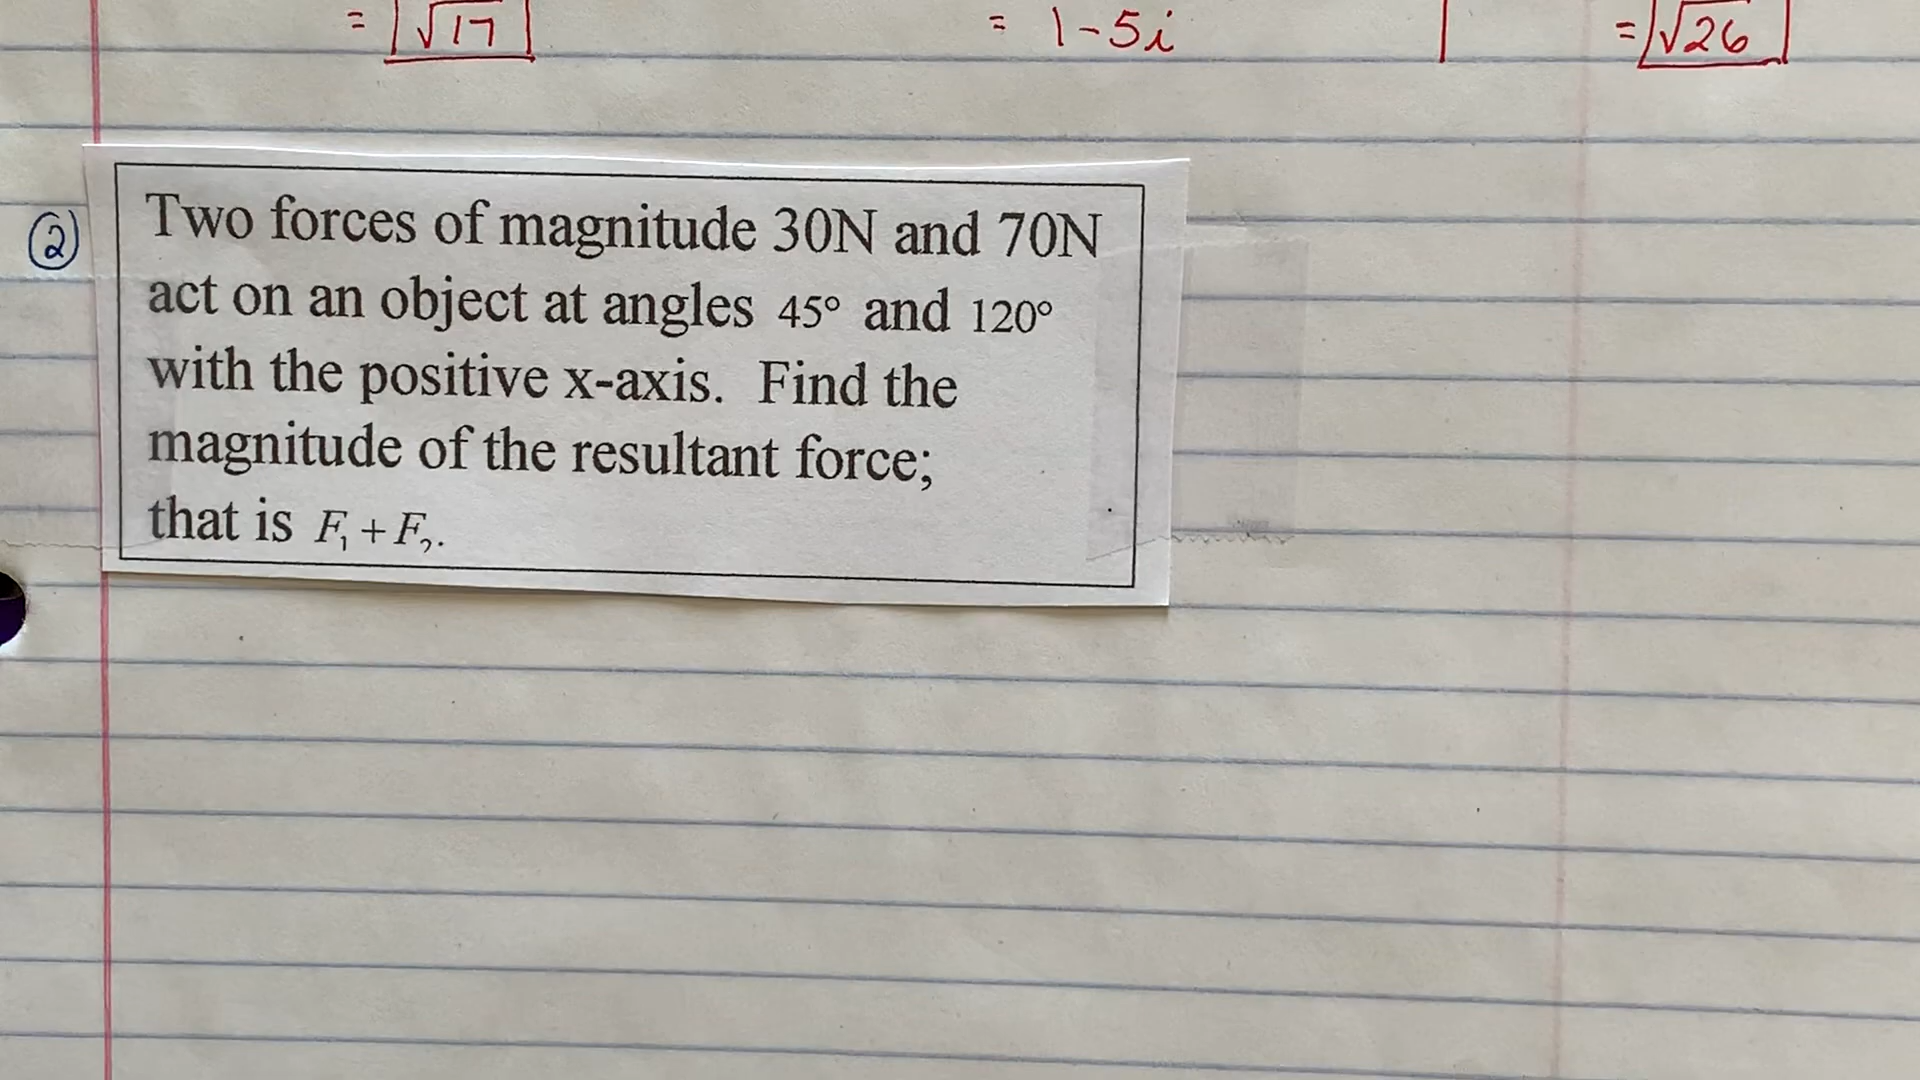 = √17 = 1-5i = √26
② Two forces of magnitude 30N and 70N
act on an object at angles 45° and 120°
with the positive x-axis. Find the
magnitude of the resultant force;
that is F₁ + F₂.